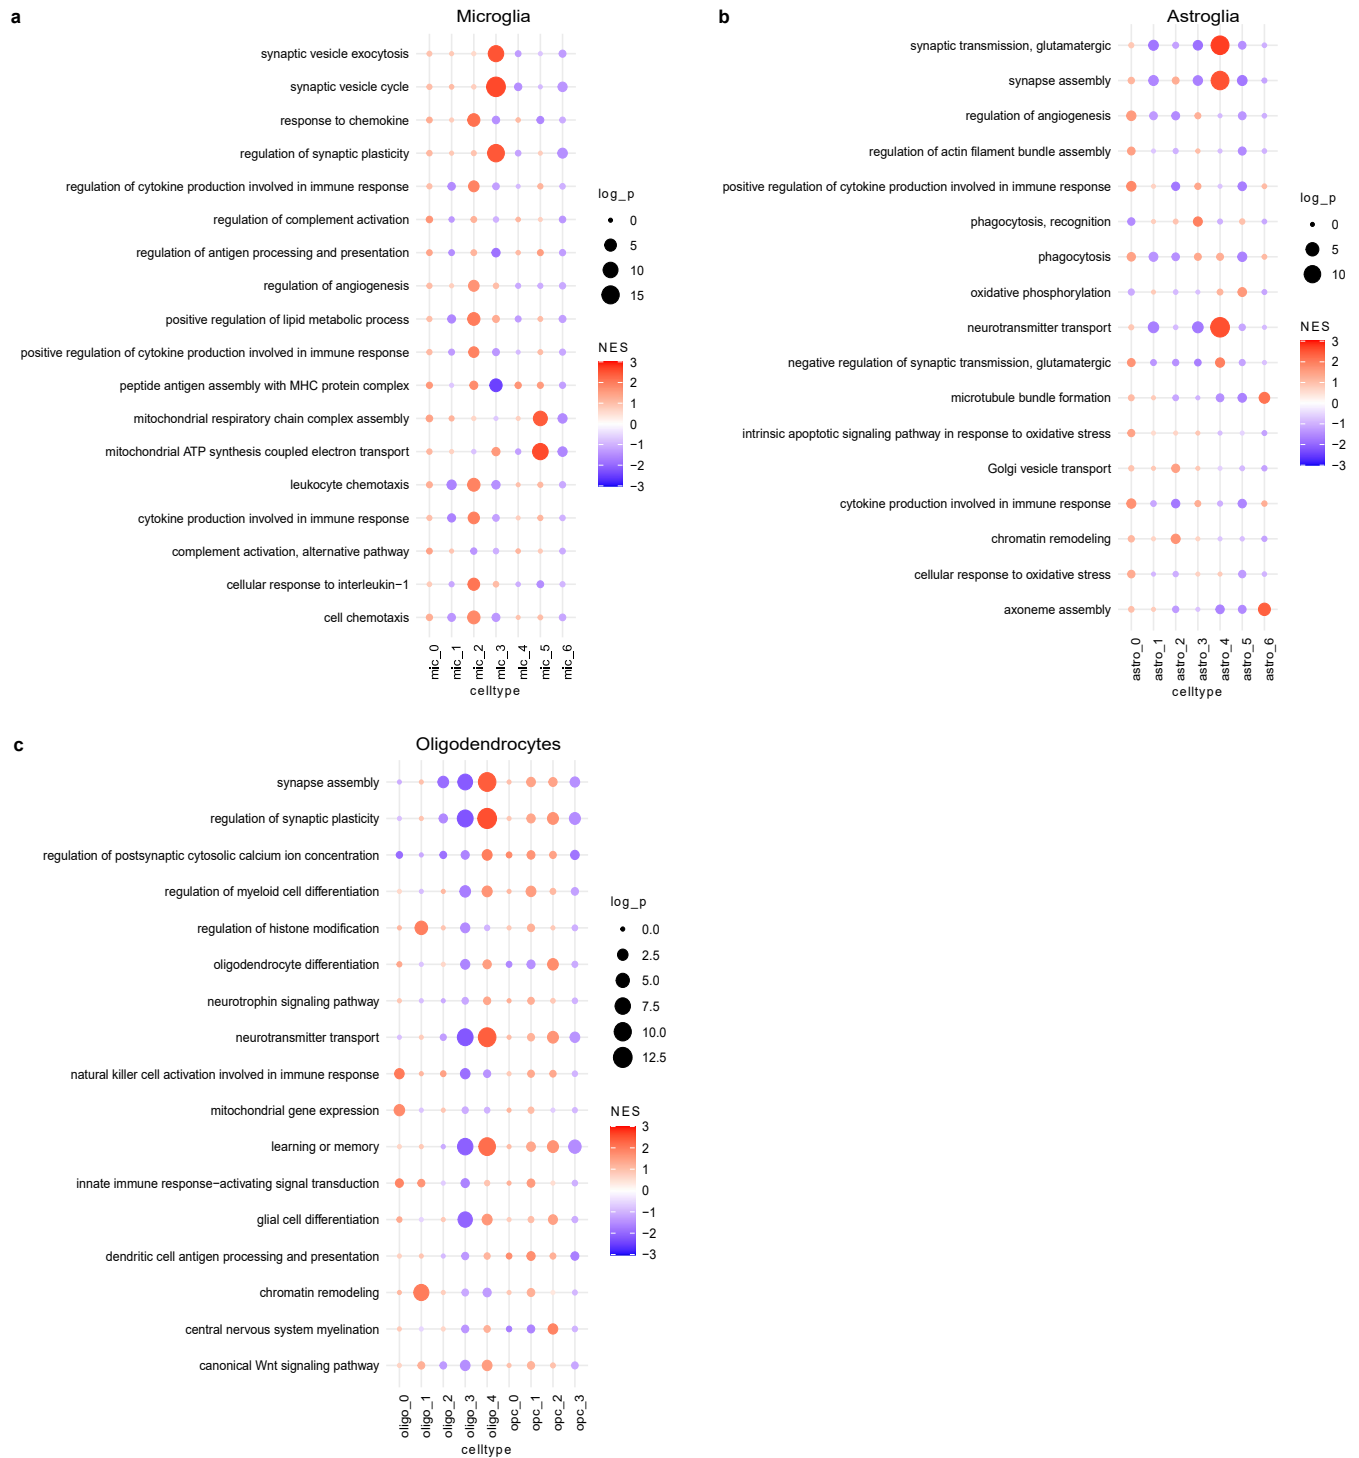 a
Microglia
synaptic vesicle exocytosis
synaptic vesicle cycle
response to chemokine
regulation of synaptic plasticity
regulation of cytokine production involved in immune response
regulation of complement activation
regulation of antigen processing and presentation
regulation of angiogenesis
positive regulation of lipid metabolic process
positive regulation of cytokine production involved in immune response
peptide antigen assembly with MHC protein complex
mitochondrial respiratory chain complex assembly
mitochondrial ATP synthesis coupled electron transport
leukocyte chemotaxis
cytokine production involved in immune response
complement activation, alternative pathway
cellular response to interleukin−1
cell chemotaxis
mic_0
mic_1
mic_2
mic_3
mic_4
mic_5
mic_6
celltype
log_p
0
5
10
15
NES
3
2
1
0
−1
−2
−3
b
Astroglia
synaptic transmission, glutamatergic
synapse assembly
regulation of angiogenesis
regulation of actin filament bundle assembly
positive regulation of cytokine production involved in immune response
phagocytosis, recognition
phagocytosis
oxidative phosphorylation
neurotransmitter transport
negative regulation of synaptic transmission, glutamatergic
microtubule bundle formation
intrinsic apoptotic signaling pathway in response to oxidative stress
Golgi vesicle transport
cytokine production involved in immune response
chromatin remodeling
cellular response to oxidative stress
axoneme assembly
astro_0
astro_1
astro_2
astro_3
astro_4
astro_5
astro_6
celltype
log_p
0
5
10
NES
3
2
1
0
−1
−2
−3
c
Oligodendrocytes
synapse assembly
regulation of synaptic plasticity
regulation of postsynaptic cytosolic calcium ion concentration
regulation of myeloid cell differentiation
regulation of histone modification
oligodendrocyte differentiation
neurotrophin signaling pathway
neurotransmitter transport
natural killer cell activation involved in immune response
mitochondrial gene expression
learning or memory
innate immune response−activating signal transduction
glial cell differentiation
dendritic cell antigen processing and presentation
chromatin remodeling
central nervous system myelination
canonical Wnt signaling pathway
oligo_0
oligo_1
oligo_2
oligo_3
oligo_4
opc_0
opc_1
opc_2
opc_3
celltype
log_p
0.0
2.5
5.0
7.5
10.0
12.5
NES
3
2
1
0
−1
−2
−3